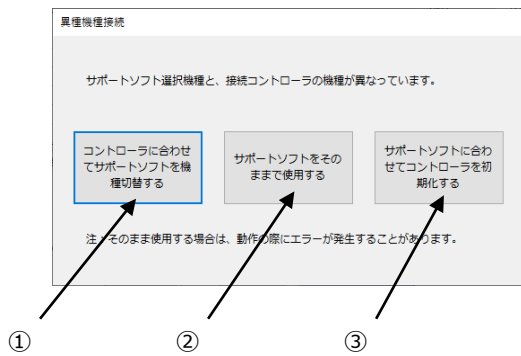 異種機種接続
サポートソフト選択機種と、接続コントローラの機種が異なっています。
コントローラに合わせ
てサポートソフトを機
種切替する
サポートソフトをその
ままで使用する
サポートソフトに合わ
せてコントローラを初
期化する
注：そのまま使用する場合は、動作の際にエラーが発生することがあります。
①
②
③